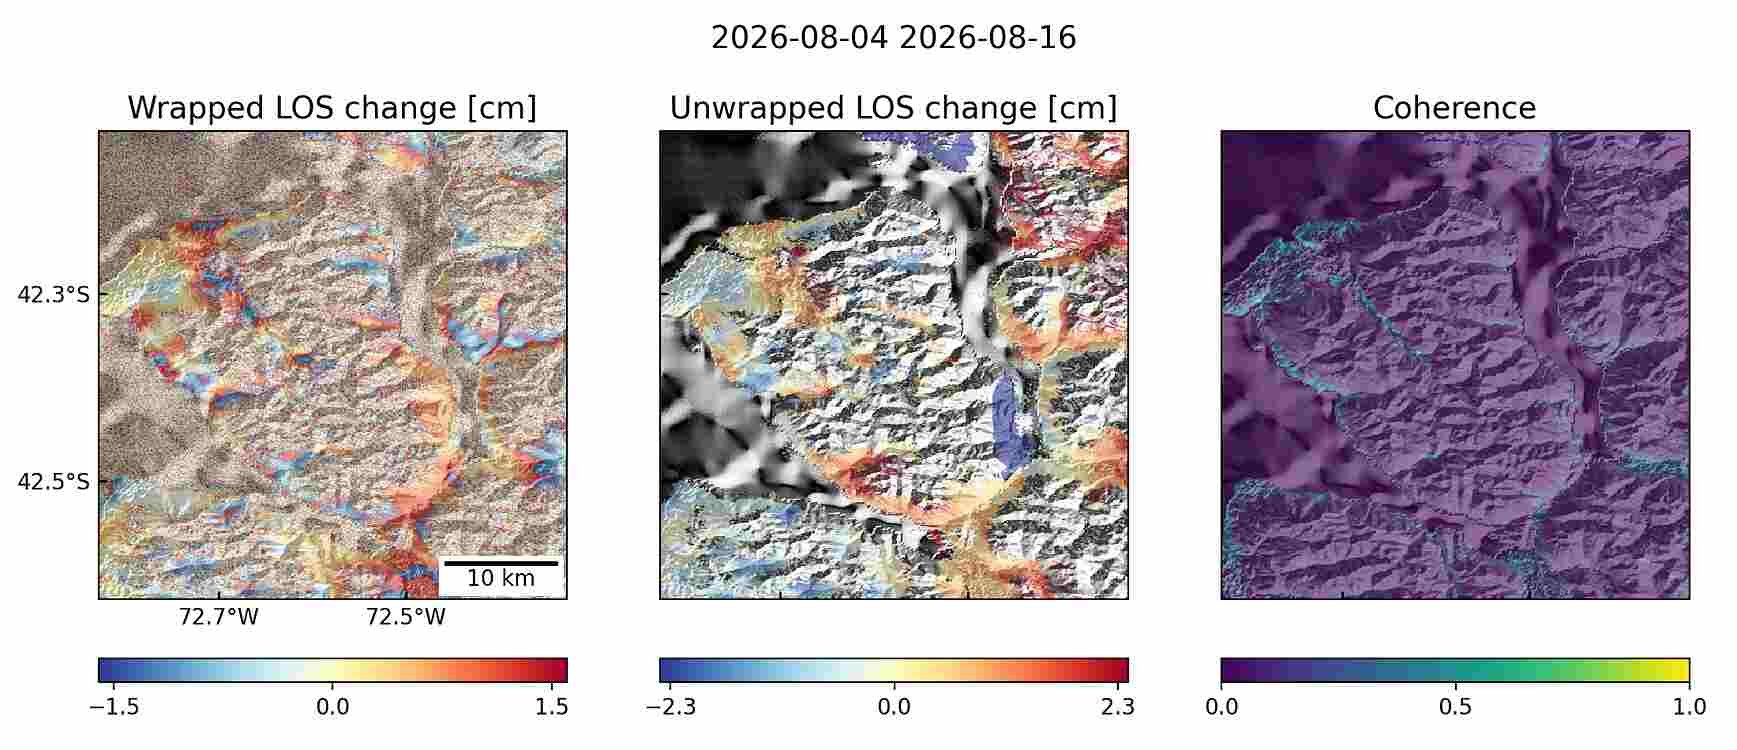 2026-08-04 2026-08-16
Wrapped LOS change [cm]
Unwrapped LOS change [cm]
Coherence
42.3°S
42.5°S
10 km
72.7°W
72.5°W
−1.5
0.0
1.5
−2.3
0.0
2.3
0.0
0.5
1.0